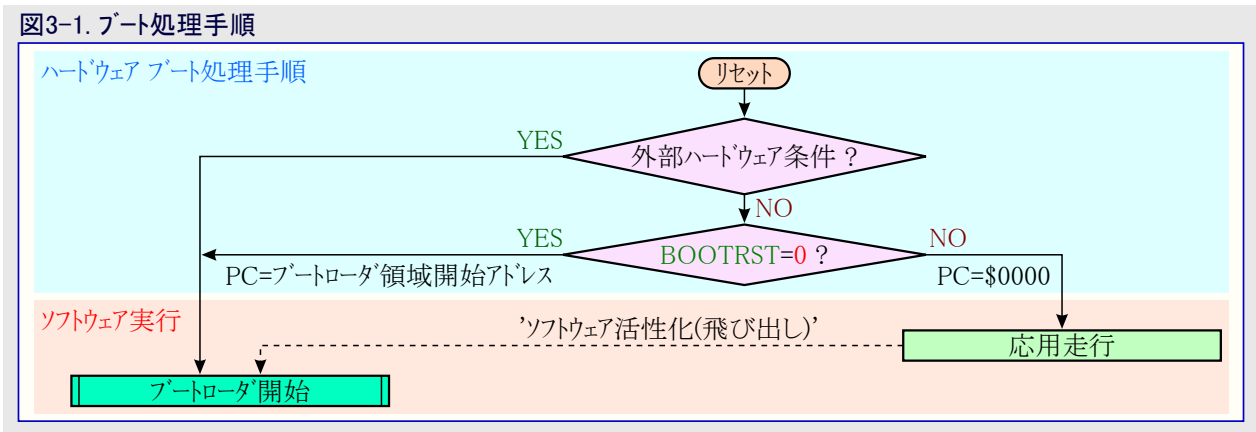 図3-1. ブート処理手順
ハードウェア ブート処理手順
リセット
YES
外部ハードウェア条件 ?
NO
YES
BOOTRST=0 ?
NO
PC=ブートローダ領域開始アドレス
PC=$0000
ソフトウェア実行
'ソフトウェア活性化(飛び出し)'
応用走行
ブートローダ開始